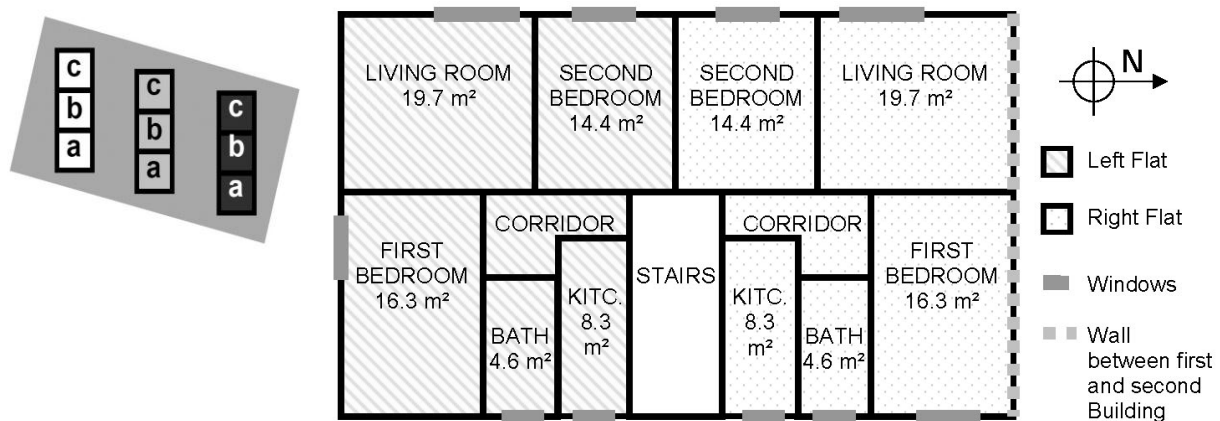 c
b
a
c
b
a
c
b
a
LIVING ROOM
19.7 m²
SECOND
BEDROOM
14.4 m²
SECOND
BEDROOM
14.4 m²
LIVING ROOM
19.7 m²
FIRST
BEDROOM
16.3 m²
CORRIDOR
BATH
4.6 m²
KITC.
8.3
m²
STAIRS
CORRIDOR
KITC.
8.3
m²
BATH
4.6 m²
FIRST
BEDROOM
16.3 m²
N
Left Flat
Right Flat
Windows
Wall
between first
and second
Building